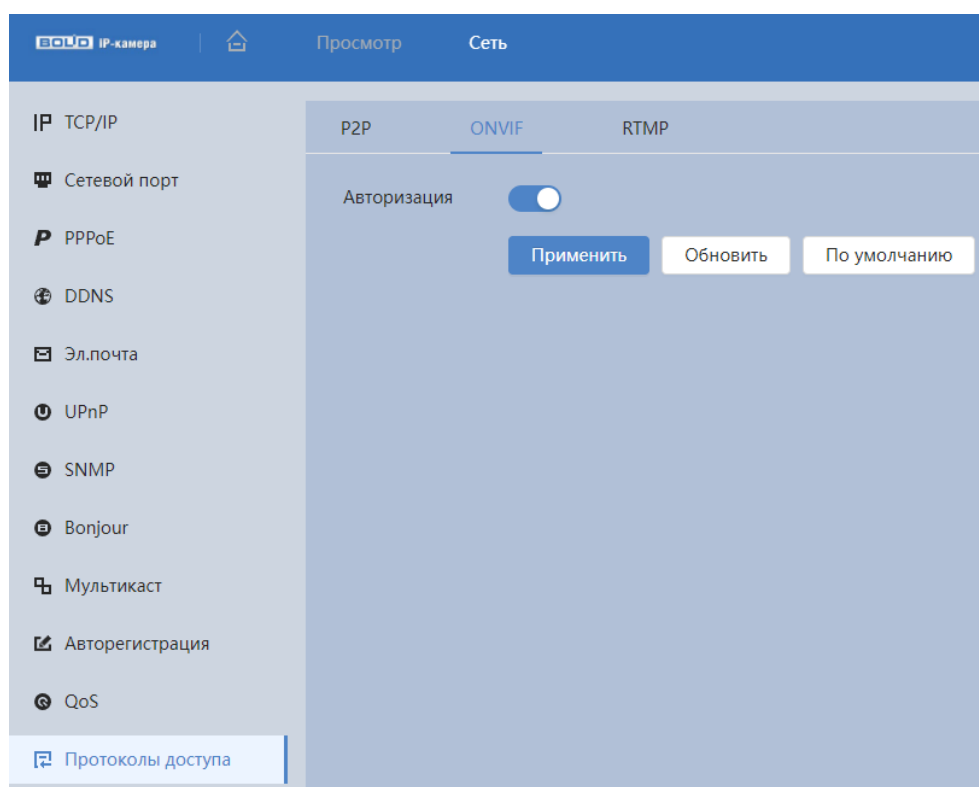 BOLID IP-камера
Просмотр
Сеть
TCP/IP
Сетевой порт
PPPoE
DDNS
Эл.почта
UPnP
SNMP
Bonjour
Мультикаст
Авторегистрация
QoS
Протоколы доступа
P2P
ONVIF
RTMP
Авторизация
Применить
Обновить
По умолчанию